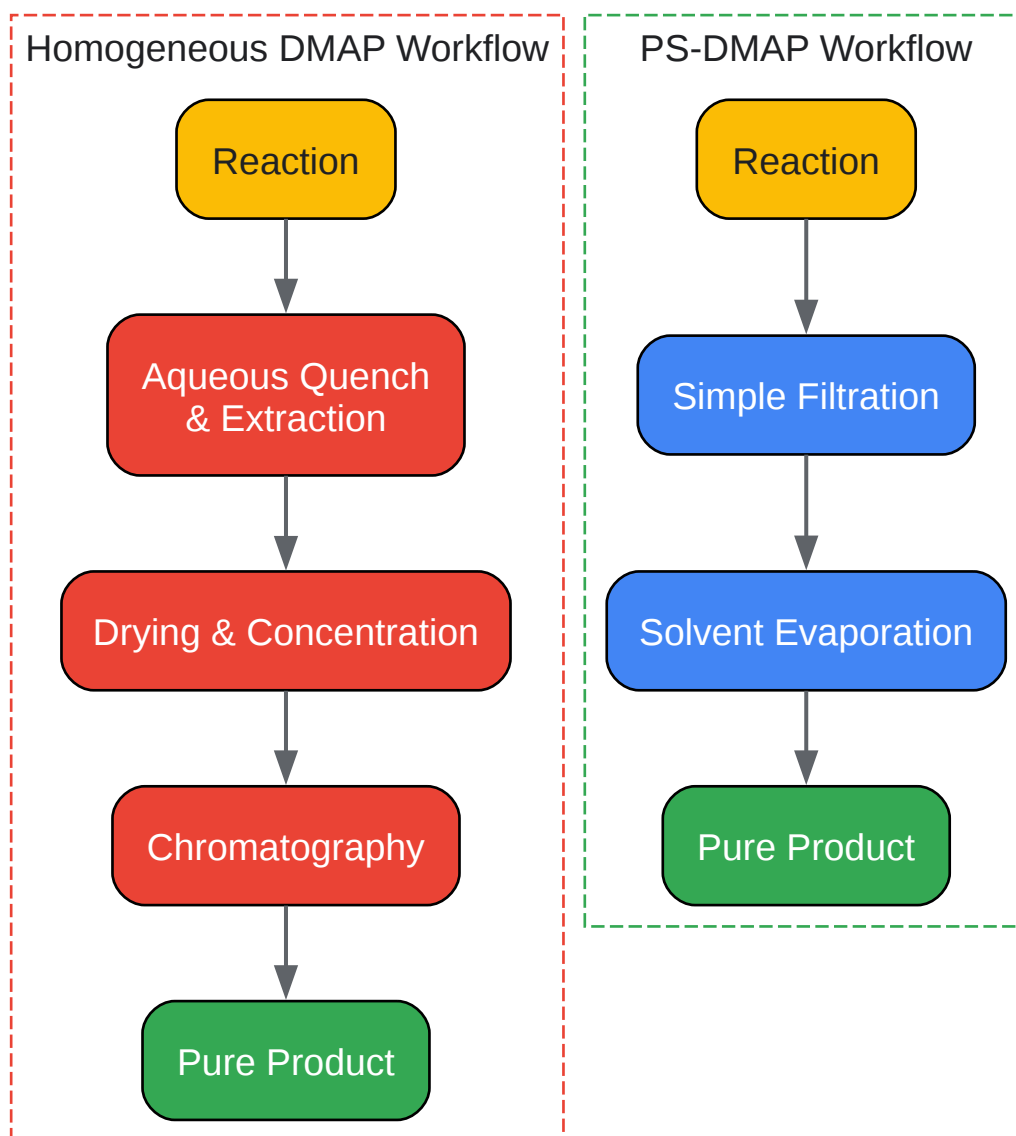 Homogeneous DMAP Workflow
Reaction
Aqueous Quench
& Extraction
Drying & Concentration
Chromatography
Pure Product
PS-DMAP Workflow
Reaction
Simple Filtration
Solvent Evaporation
Pure Product